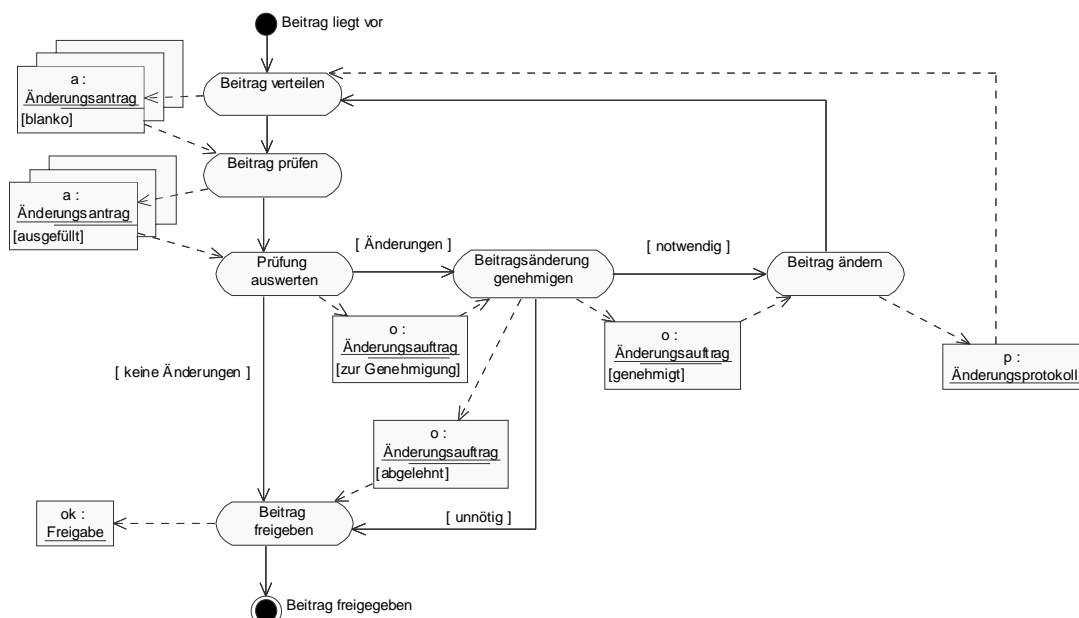 Beitrag liegt vor
a :
Änderungsantrag
[blanko]
Beitrag verteilen
Beitrag prüfen
a :
Änderungsantrag
[ausgefüllt]
[ Änderungen ]
[ notwendig ]
Prüfung
auswerten
Beitragsänderung
genehmigen
Beitrag ändern
o :
Änderungsauftrag
[zur Genehmigung]
o :
Änderungsauftrag
[genehmigt]
p :
Änderungsprotokoll
[ keine Änderungen ]
o :
Änderungsauftrag
[abgelehnt]
ok :
Freigabe
Beitrag
freigeben
[ unnötig ]
Beitrag freigegeben